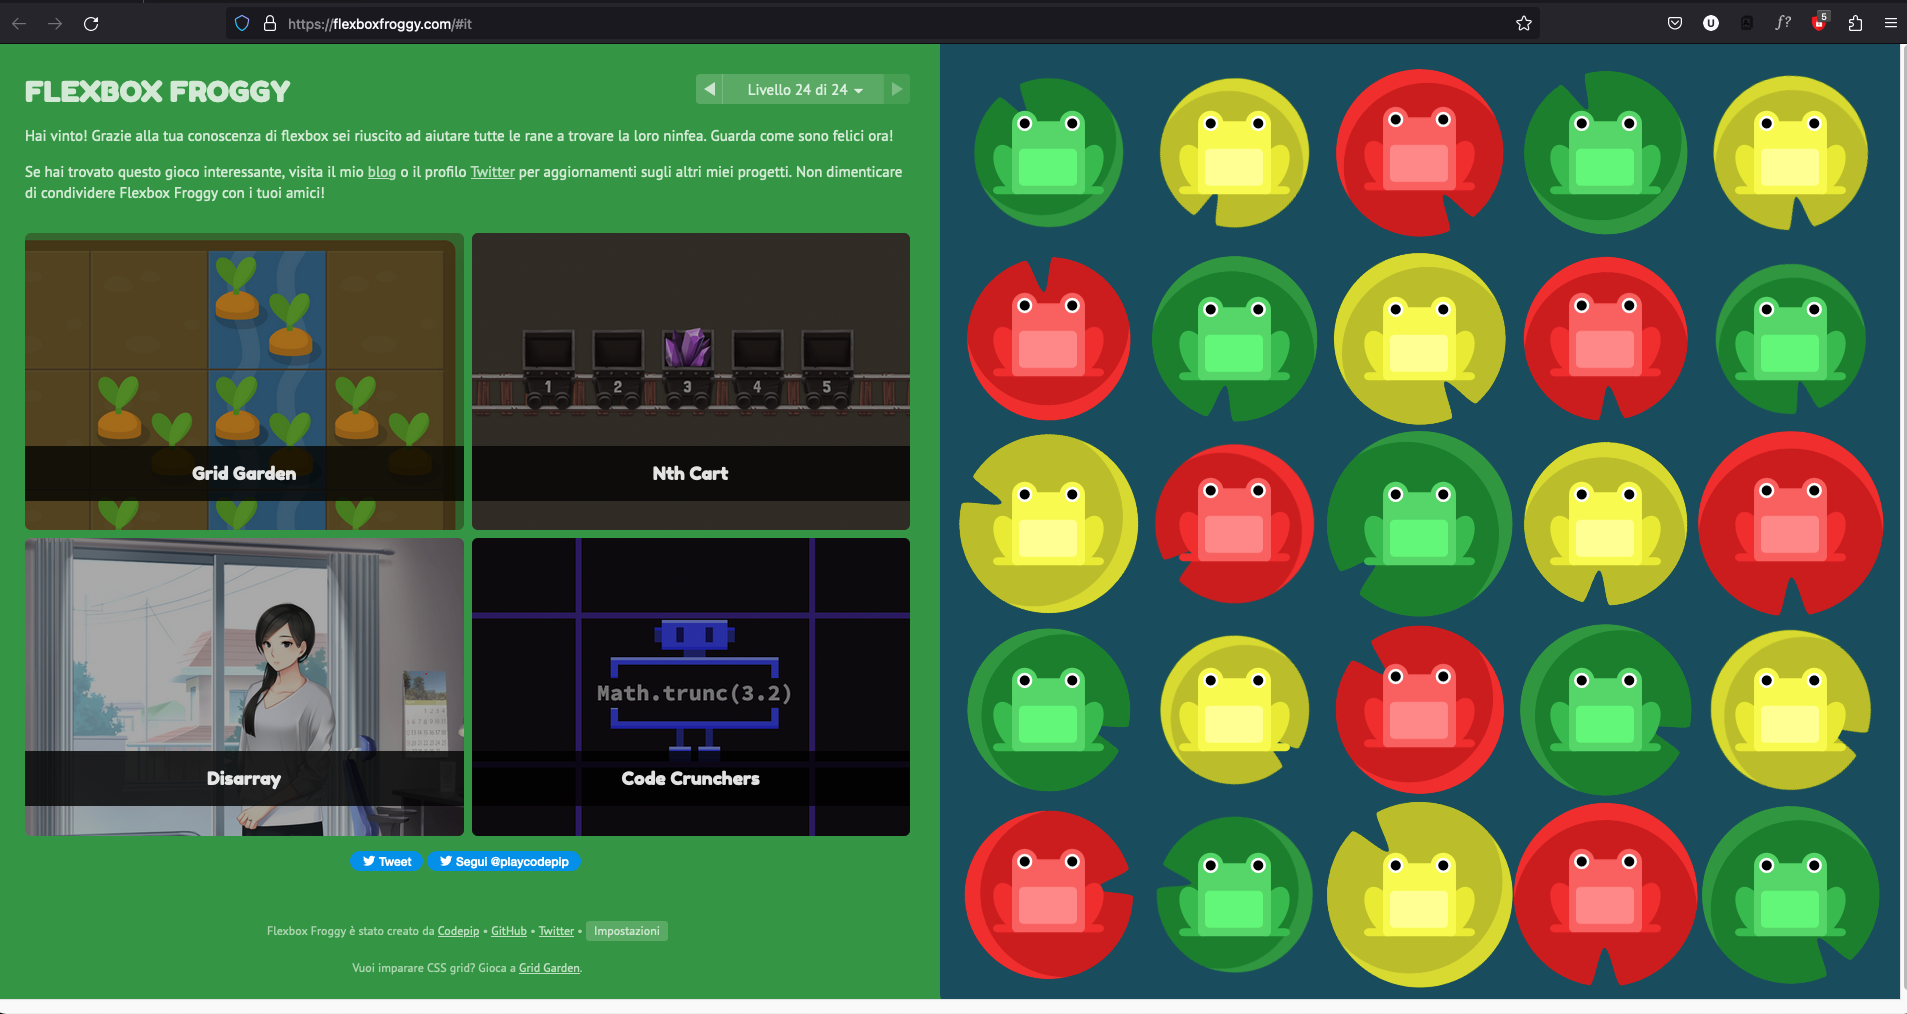 https://flexboxfroggy.com/#it
U
f?
5
FLEXBOX FROGGY
Livello 24 di 24
Hai vinto! Grazie alla tua conoscenza di flexbox sei riuscito ad aiutare tutte le rane a trovare la loro ninfea. Guarda come sono felici ora!
Se hai trovato questo gioco interessante, visita il mio blog o il profilo Twitter per aggiornamenti sugli altri miei progetti. Non dimenticare
di condividere Flexbox Froggy con i tuoi amici!
1 2 3 4 5
Grid Garden
Nth Cart
Math.trunc(3.2)
Disarray
Code Crunchers
Tweet
Segui @playcodepip
Flexbox Froggy è stato creato da Codepip • GitHub • Twitter • Impostazioni
Vuoi imparare CSS grid? Gioca a Grid Garden.